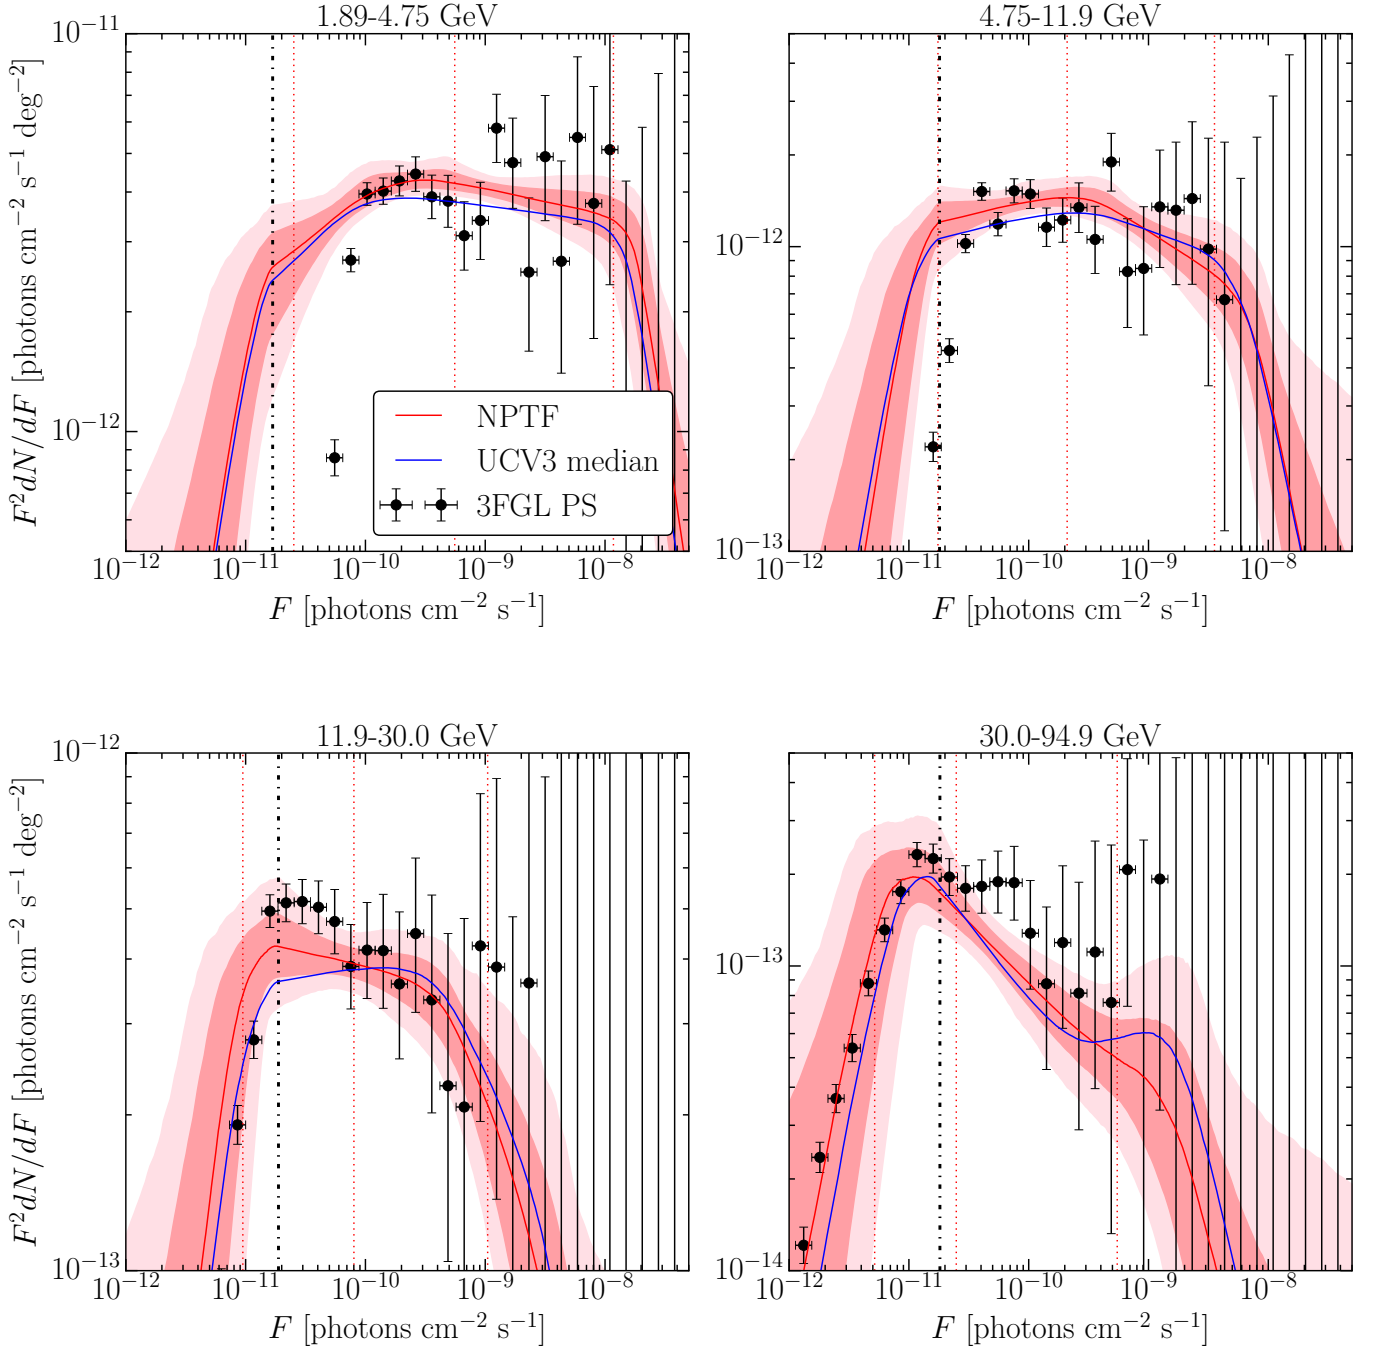 1.89-4.75 GeV
F²dN/dF [photons cm⁻² s⁻¹ deg⁻²]
10⁻¹¹
10⁻¹²
NPTF
UCV3 median
3FGL PS
10⁻¹² 10⁻¹¹ 10⁻¹⁰ 10⁻⁹ 10⁻⁸
F [photons cm⁻² s⁻¹]
4.75-11.9 GeV
10⁻¹²
10⁻¹³
10⁻¹² 10⁻¹¹ 10⁻¹⁰ 10⁻⁹ 10⁻⁸
F [photons cm⁻² s⁻¹]
11.9-30.0 GeV
F²dN/dF [photons cm⁻² s⁻¹ deg⁻²]
10⁻¹²
10⁻¹³
10⁻¹² 10⁻¹¹ 10⁻¹⁰ 10⁻⁹ 10⁻⁸
F [photons cm⁻² s⁻¹]
30.0-94.9 GeV
10⁻¹³
10⁻¹⁴
10⁻¹² 10⁻¹¹ 10⁻¹⁰ 10⁻⁹ 10⁻⁸
F [photons cm⁻² s⁻¹]